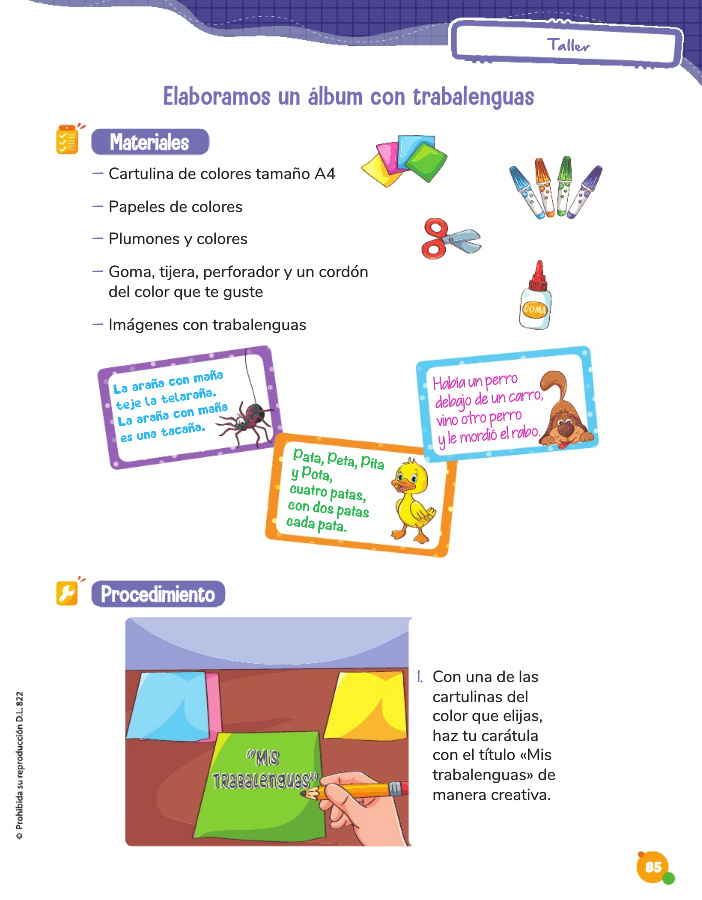 Taller
Elaboramos un álbum con trabalenguas
Materiales
— Cartulina de colores tamaño A4
— Papeles de colores
— Plumones y colores
— Goma, tijera, perforador y un cordón
del color que te guste
— Imágenes con trabalenguas
GOMA
La araña con maña
teje la telaraña.
La araña con maña
es una tacaña.
Había un perro
debajo de un carro,
vino otro perro
y le mordió el rabo.
Pata, Peta, Pita
y Pota,
cuatro patas,
con dos patas
cada pata.
Procedimiento
"Mis
Trabalenguas"
1. Con una de las
cartulinas del
color que elijas,
haz tu carátula
con el título «Mis
trabalenguas» de
manera creativa.
© Prohibida su reproducción D.L. 822
85